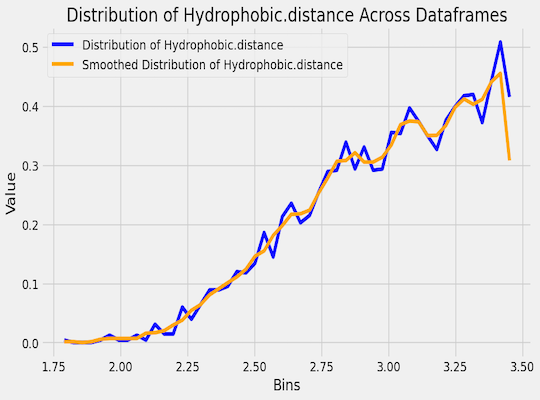 Distribution of Hydrophobic.distance Across Dataframes
Distribution of Hydrophobic.distance
Smoothed Distribution of Hydrophobic.distance
Value
0.5
0.4
0.3
0.2
0.1
0.0
1.75 2.00 2.25 2.50 2.75 3.00 3.25 3.50
Bins